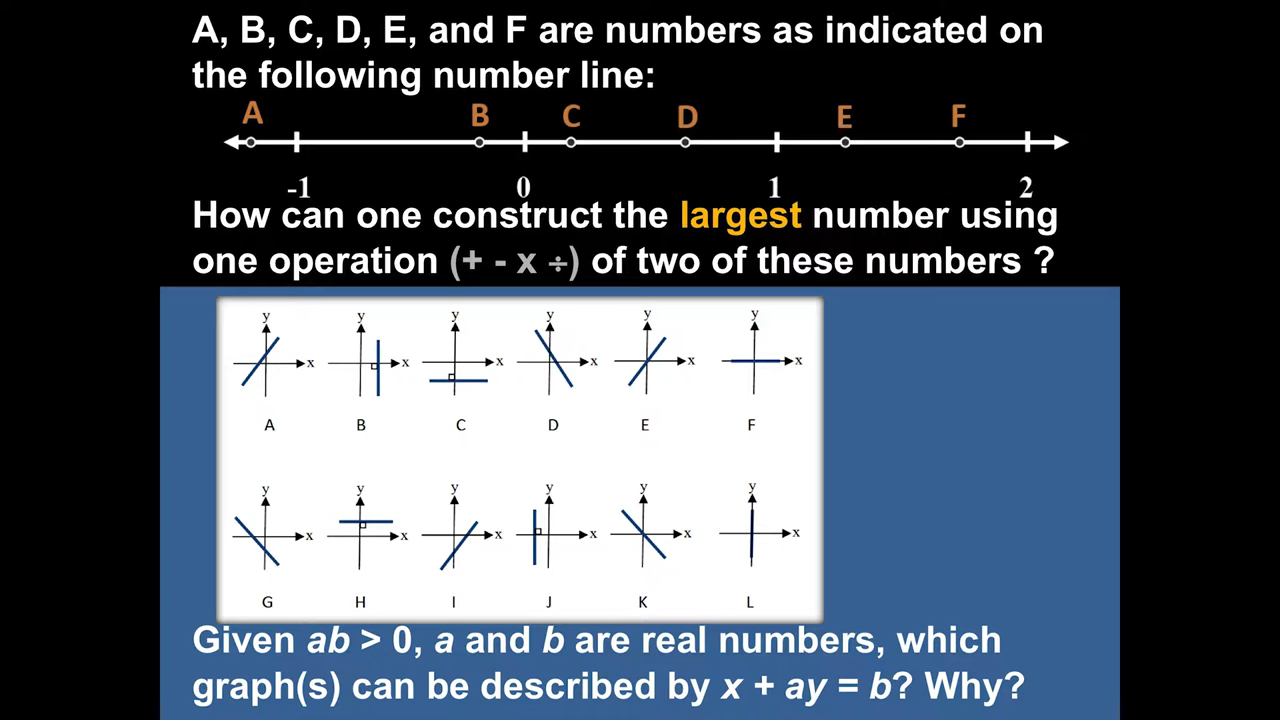 A, B, C, D, E, and F are numbers as indicated on
the following number line:
A B C D E F
-1 0 1 2
How can one construct the largest number using
one operation (+ - x ÷) of two of these numbers ?
y y y y y y
x x x x x x
A B C D E F
y y y y y y
x x x x x x
G H I J K L
Given ab > 0, a and b are real numbers, which
graph(s) can be described by x + ay = b? Why?